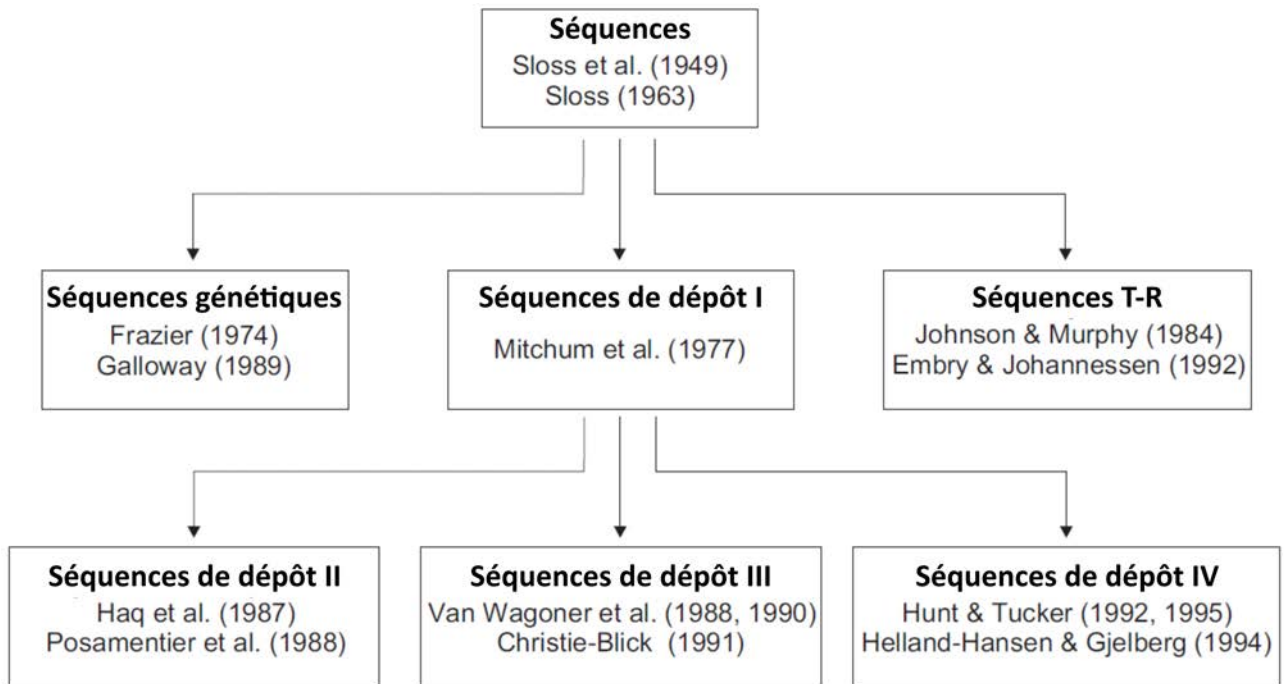 Séquences
Sloss et al. (1949)
Sloss (1963)
Séquences génétiques
Frazier (1974)
Galloway (1989)
Séquences de dépôt I
Mitchum et al. (1977)
Séquences T-R
Johnson & Murphy (1984)
Embry & Johannessen (1992)
Séquences de dépôt II
Haq et al. (1987)
Posamentier et al. (1988)
Séquences de dépôt III
Van Wagoner et al. (1988, 1990)
Christie-Blick (1991)
Séquences de dépôt IV
Hunt & Tucker (1992, 1995)
Helland-Hansen & Gjelberg (1994)